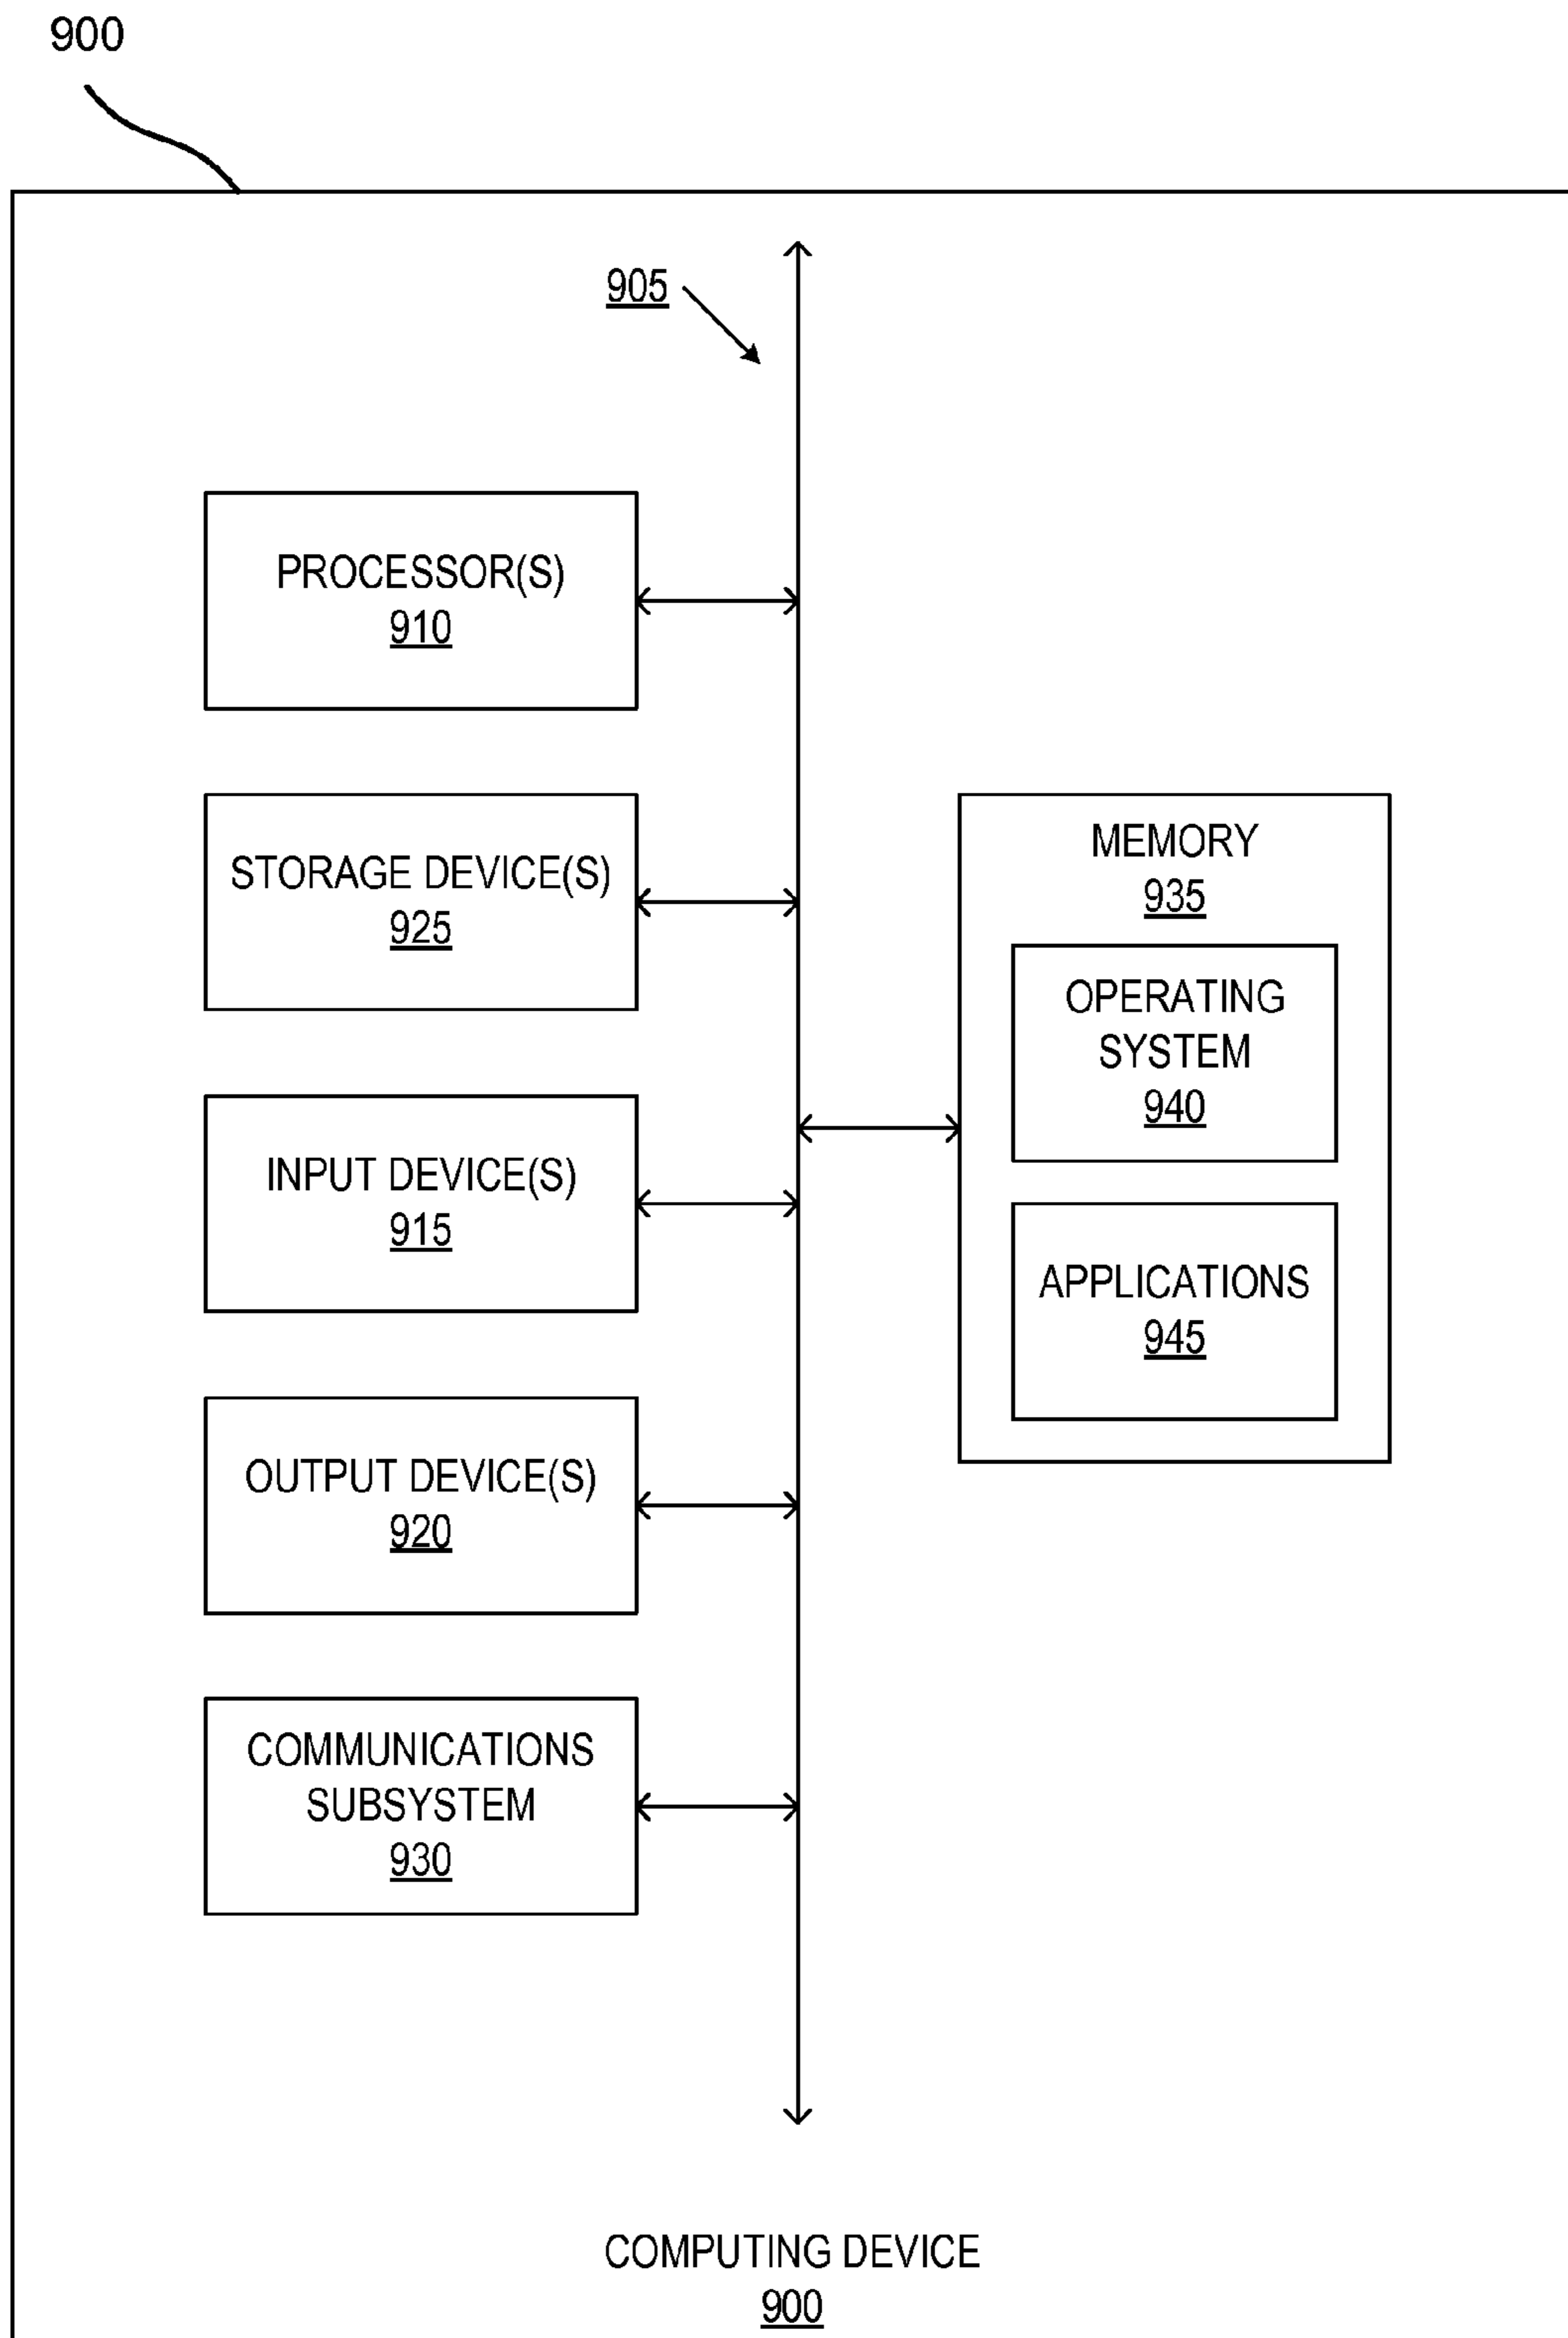 900
905
PROCESSOR(S)
910
STORAGE DEVICE(S)
925
INPUT DEVICE(S)
915
OUTPUT DEVICE(S)
920
COMMUNICATIONS
SUBSYSTEM
930
MEMORY
935
OPERATING
SYSTEM
940
APPLICATIONS
945
COMPUTING DEVICE
900